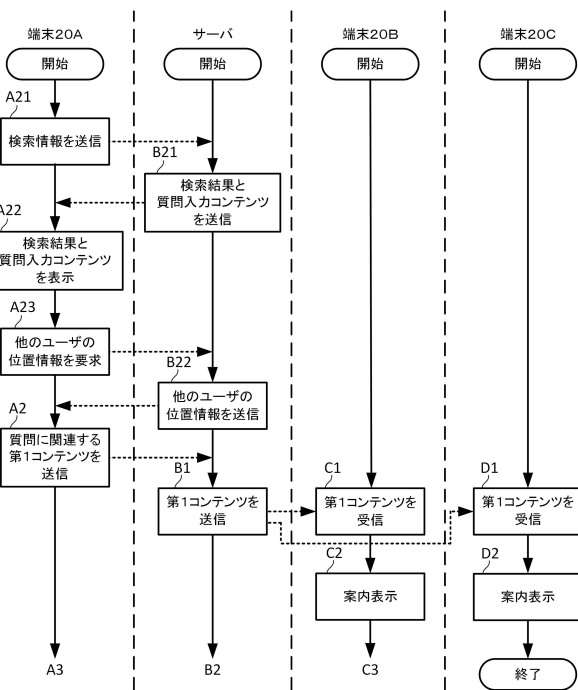 端末20A
サーバ
端末20B
端末20C
開始
開始
開始
開始
A21
検索情報を送信
B21
検索結果と
質問入力コンテンツ
を送信
A22
検索結果と
質問入力コンテンツ
を表示
A23
他のユーザの
位置情報を要求
B22
他のユーザの
位置情報を送信
A2
質問に関連する
第1コンテンツを
送信
B1
第1コンテンツを
送信
C1
第1コンテンツを
受信
D1
第1コンテンツを
受信
C2
案内表示
D2
案内表示
A3
B2
C3
終了